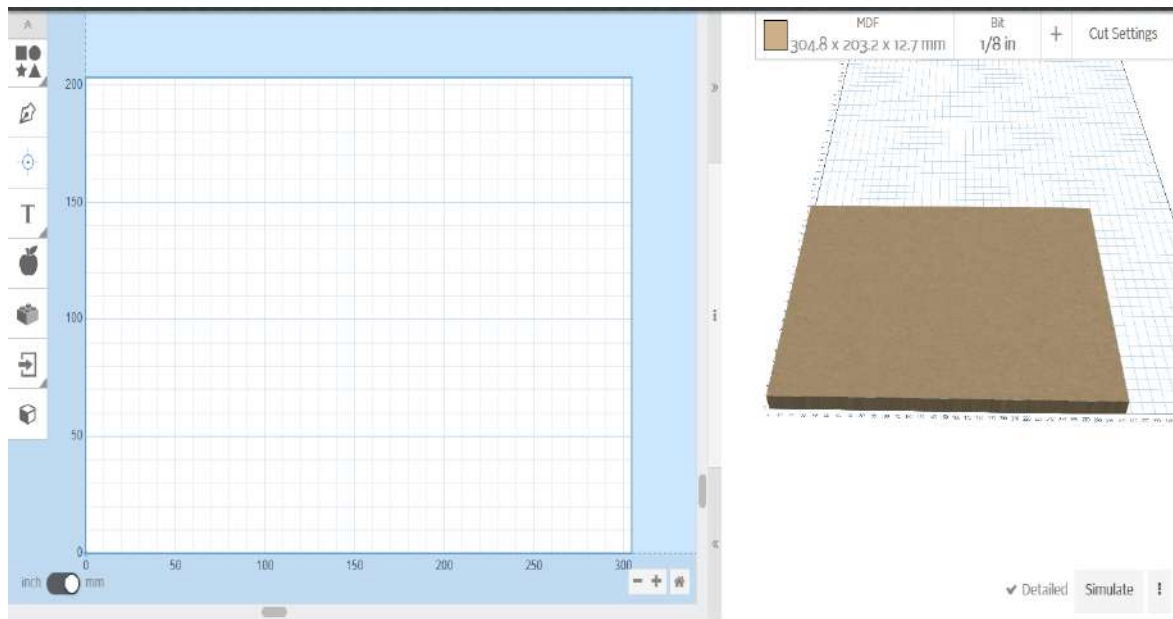 MDF
304.8 x 203.2 x 12.7 mm
Bit
1/8 in
+
Cut Settings
T
200
150
100
50
0
0 50 100 150 200 250 300
inch mm
- +
✔ Detailed
Simulate